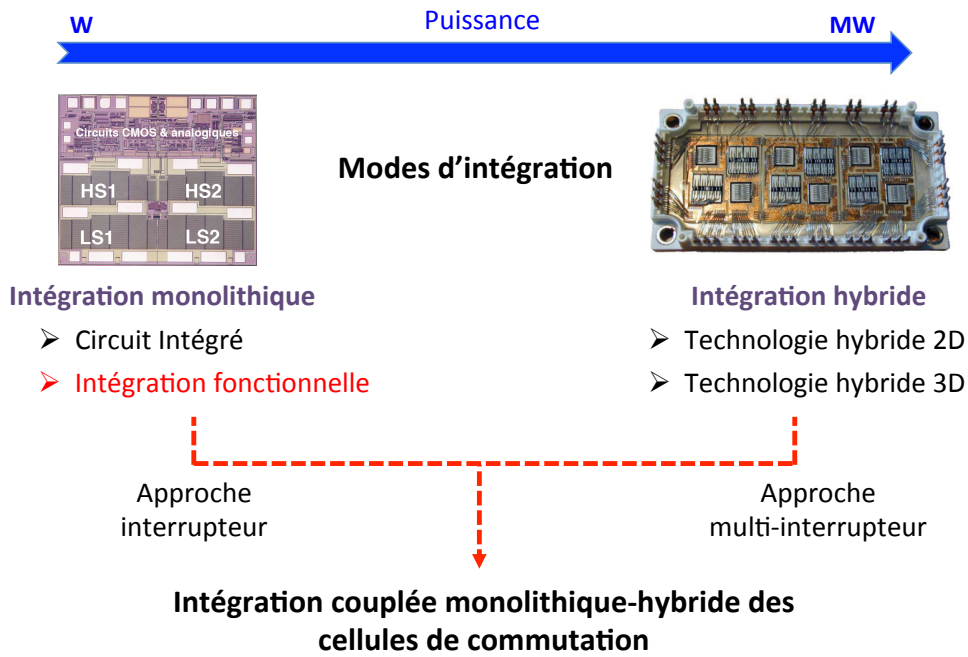 Puissance
W
MW
Circuits CMOS & analogiques
HS1
HS2
LS1
LS2
Modes d'intégration
Intégration monolithique
Circuit Intégré
Intégration fonctionnelle
Intégration hybride
Technologie hybride 2D
Technologie hybride 3D
Approche
interrupteur
Approche
multi-interrupteur
Intégration couplée monolithique-hybride des
cellules de commutation